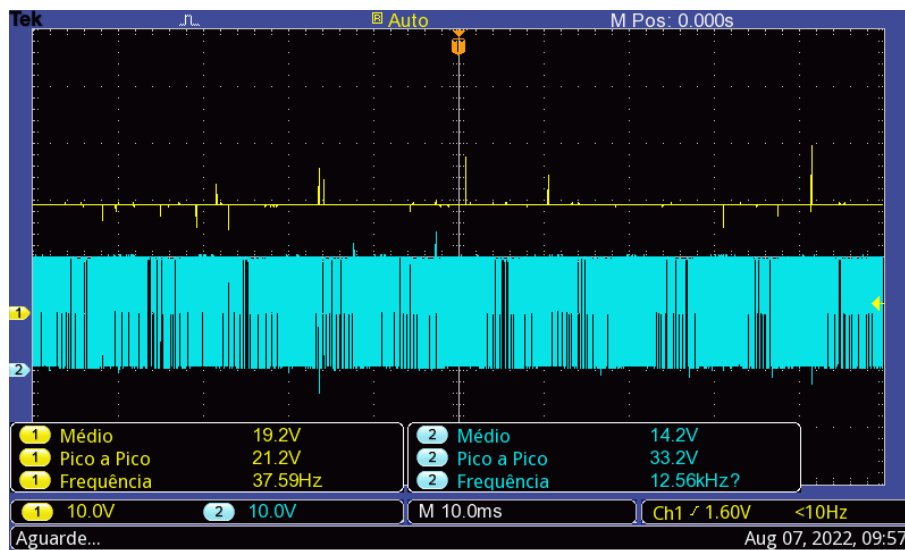 Tek R Auto M Pos: 0.000s
T
1
2
1 Médio 19.2V 2 Médio 14.2V
1 Pico a Pico 21.2V 2 Pico a Pico 33.2V
1 Frequência 37.59Hz 2 Frequência 12.56kHz?
1 10.0V 2 10.0V M 10.0ms Ch1 1.60V <10Hz
Aguarde... Aug 07, 2022, 09:57